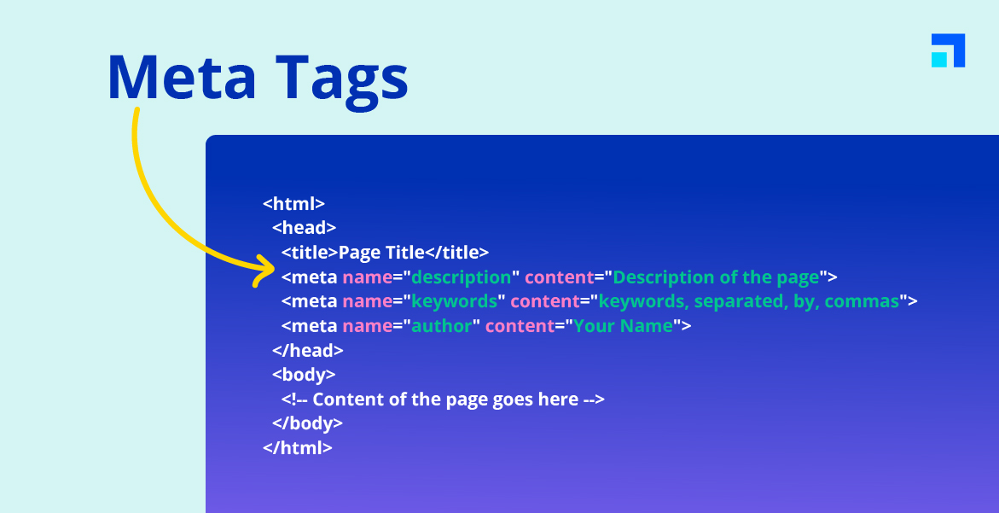 Meta Tags
<html>
<head>
<title>Page Title</title>
<meta name="description" content="Description of the page">
<meta name="keywords" content="keywords, separated, by, commas">
<meta name="author" content="Your Name">
</head>
<body>
<!-- Content of the page goes here -->
</body>
</html>